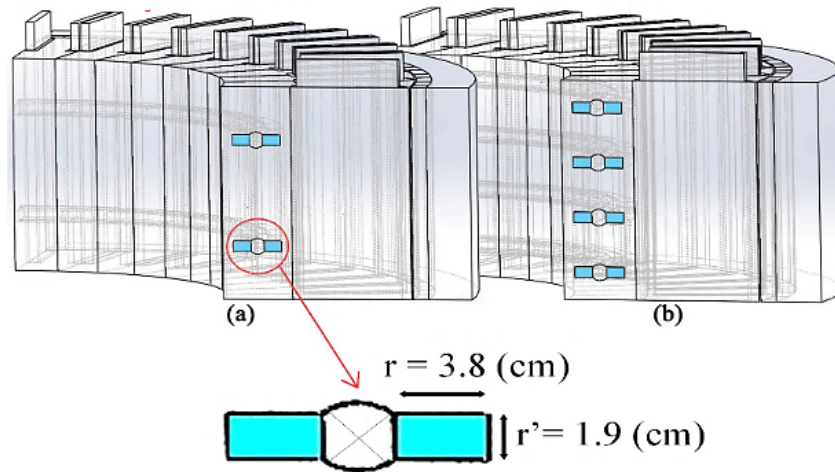 (a)
(b)
r = 3.8 (cm)
r’= 1.9 (cm)